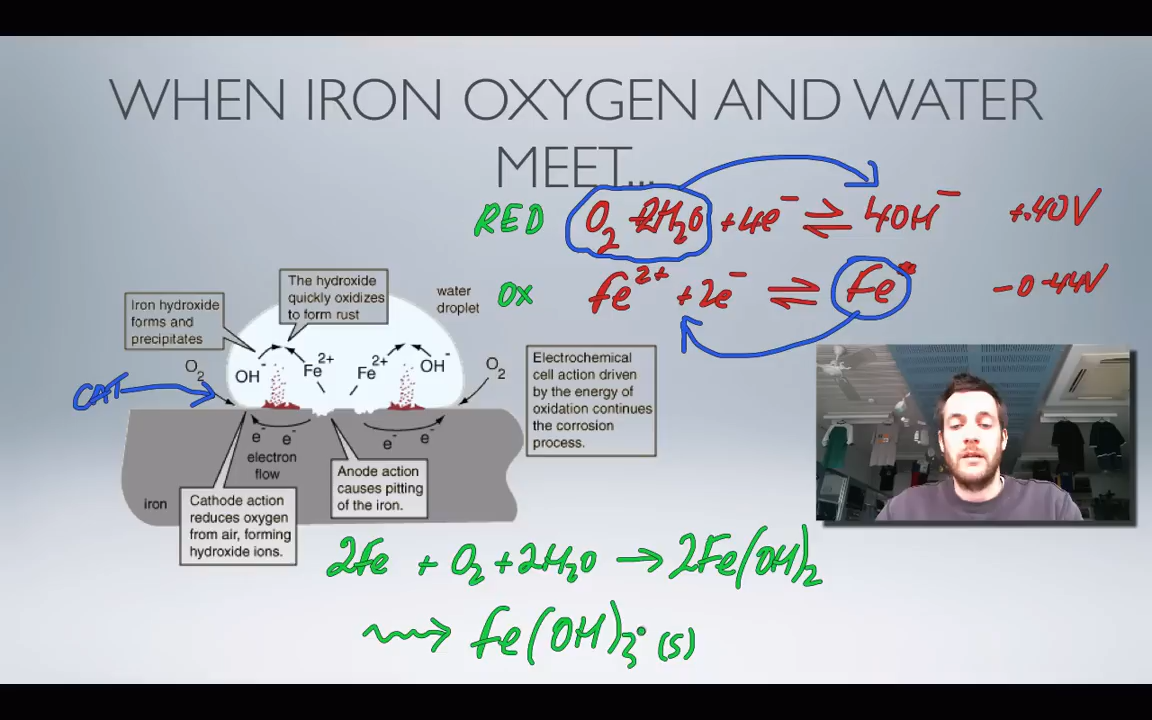 WHEN IRON OXYGEN AND WATER
MEET...
RED O₂ 2H₂O +4e⁻ ⇌ 4OH⁻ +.40V
OX Fe²⁺ +2e⁻ ⇌ Fe -0.44V
The hydroxide
quickly oxidizes
to form rust
water
droplet
Iron hydroxide
forms and
precipitates
O₂
OH⁻
Fe²⁺
Fe²⁺
OH⁻
O₂
CAT
Electrochemical
cell action driven
by the energy of
oxidation continues
the corrosion
process.
e⁻ e⁻
electron
flow
e⁻ e⁻
iron
Anode action
causes pitting
of the iron.
Cathode action
reduces oxygen
from air, forming
hydroxide ions.
2Fe + O₂ +2H₂O → 2Fe(OH)₂
Fe(OH)₃ (s)